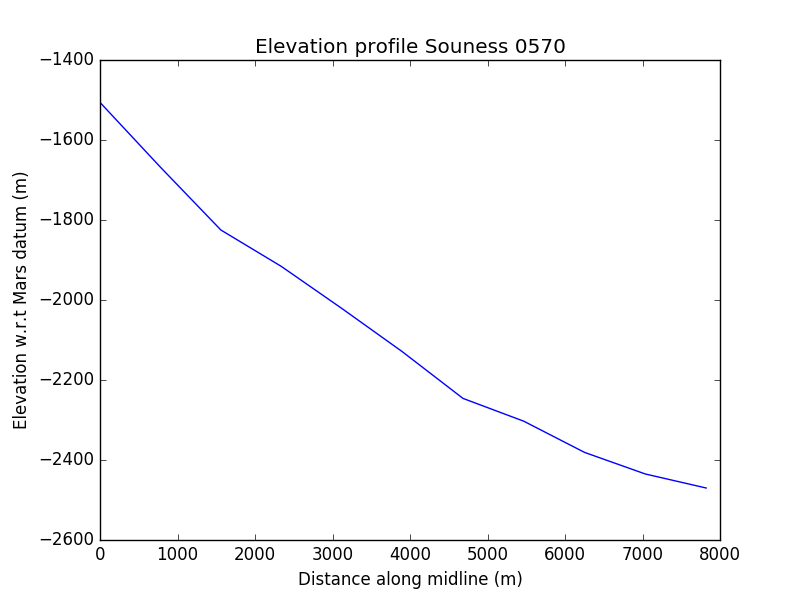 Elevation profile Souness 0570
−1400
−1600
−1800
−2000
−2200
−2400
−2600
Elevation w.r.t Mars datum (m)
0 1000 2000 3000 4000 5000 6000 7000 8000
Distance along midline (m)